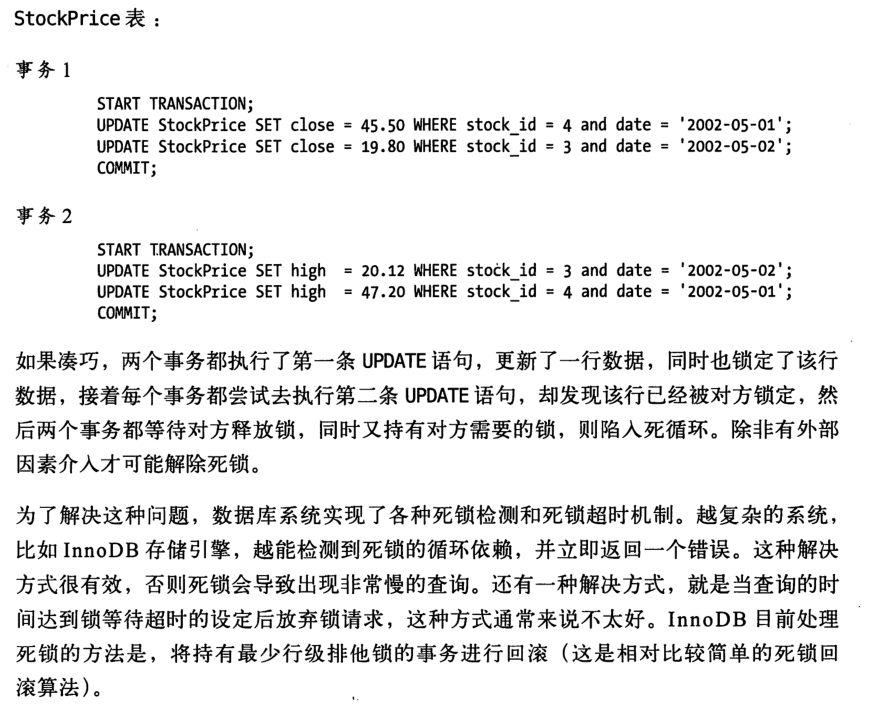 StockPrice 表：
事务 1
START TRANSACTION;
UPDATE StockPrice SET close = 45.50 WHERE stock_id = 4 and date = '2002-05-01';
UPDATE StockPrice SET close = 19.80 WHERE stock_id = 3 and date = '2002-05-02';
COMMIT;
事务 2
START TRANSACTION;
UPDATE StockPrice SET high  = 20.12 WHERE stock_id = 3 and date = '2002-05-02';
UPDATE StockPrice SET high  = 47.20 WHERE stock_id = 4 and date = '2002-05-01';
COMMIT;
如果凑巧，两个事务都执行了第一条 UPDATE 语句，更新了一行数据，同时也锁定了该行
数据，接着每个事务都尝试去执行第二条 UPDATE 语句，却发现该行已经被对方锁定，然
后两个事务都等待对方释放锁，同时又持有对方需要的锁，则陷入死循环。除非有外部
因素介入才可能解除死锁。
为了解决这种问题，数据库系统实现了各种死锁检测和死锁超时机制。越复杂的系统，
比如 InnoDB 存储引擎，越能检测到死锁的循环依赖，并立即返回一个错误。这种解决
方式很有效，否则死锁会导致出现非常慢的查询。还有一种解决方式，就是当查询的时
间达到锁等待超时的设定后放弃锁请求，这种方式通常来说不太好。InnoDB 目前处理
死锁的方法是，将持有最少行级排他锁的事务进行回滚（这是相对比较简单的死锁回
滚算法）。